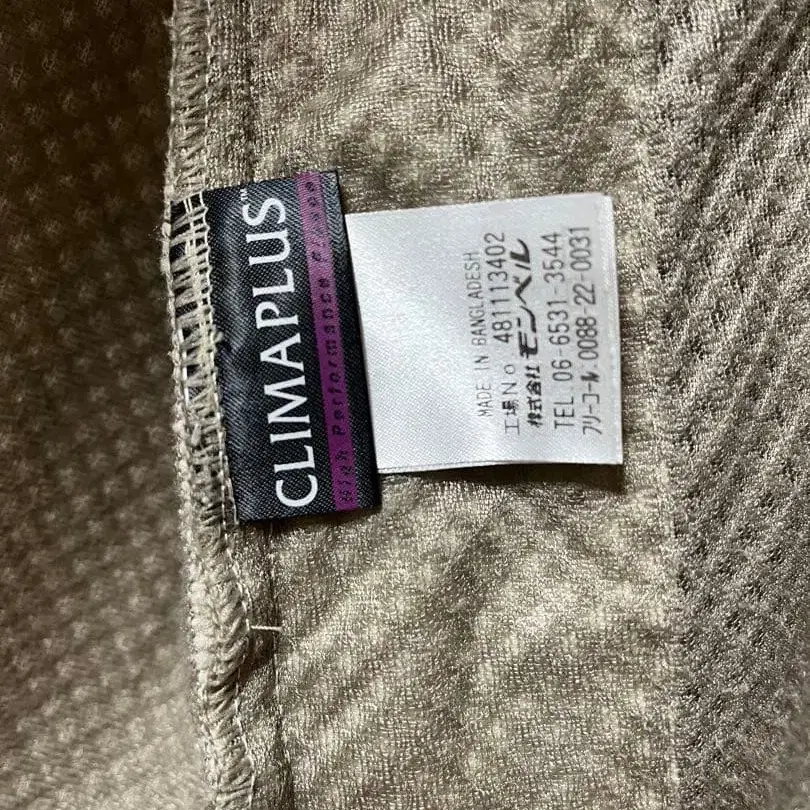 CLIMAPLUS™
High Performance Fleece
MADE IN BANGLADESH
工場No 481113402
株式会社 モンベル
TEL.06-6531-3544
フリーコール 0088-22-0031